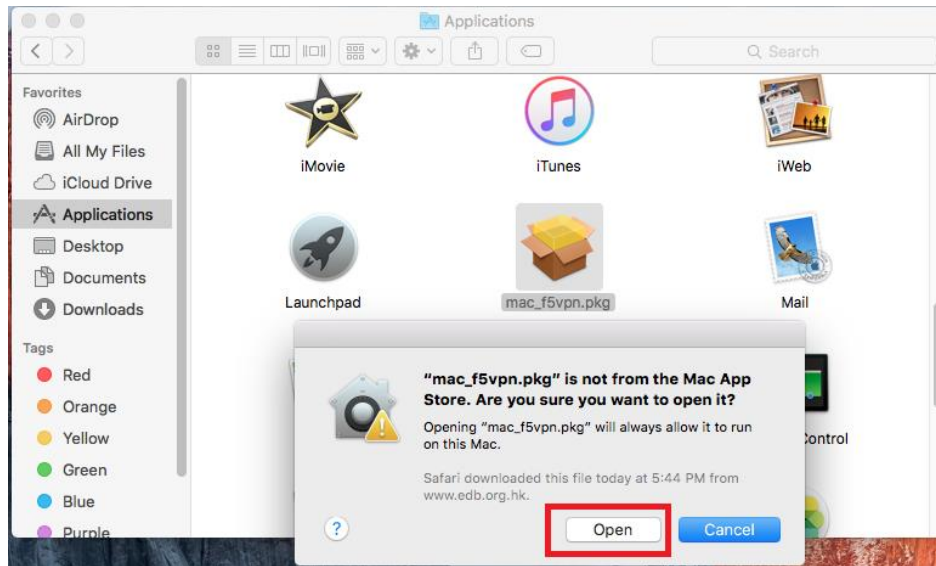 Applications
Search
Favorites
AirDrop
All My Files
iCloud Drive
Applications
Desktop
Documents
Downloads
Tags
Red
Orange
Yellow
Green
Blue
Purple
iMovie
iTunes
iWeb
Launchpad
mac_f5vpn.pkg
Mail
Control
“mac_f5vpn.pkg” is not from the Mac App
Store. Are you sure you want to open it?
Opening “mac_f5vpn.pkg” will always allow it to run
on this Mac.
Safari downloaded this file today at 5:44 PM from
www.edb.org.hk.
?
Open
Cancel